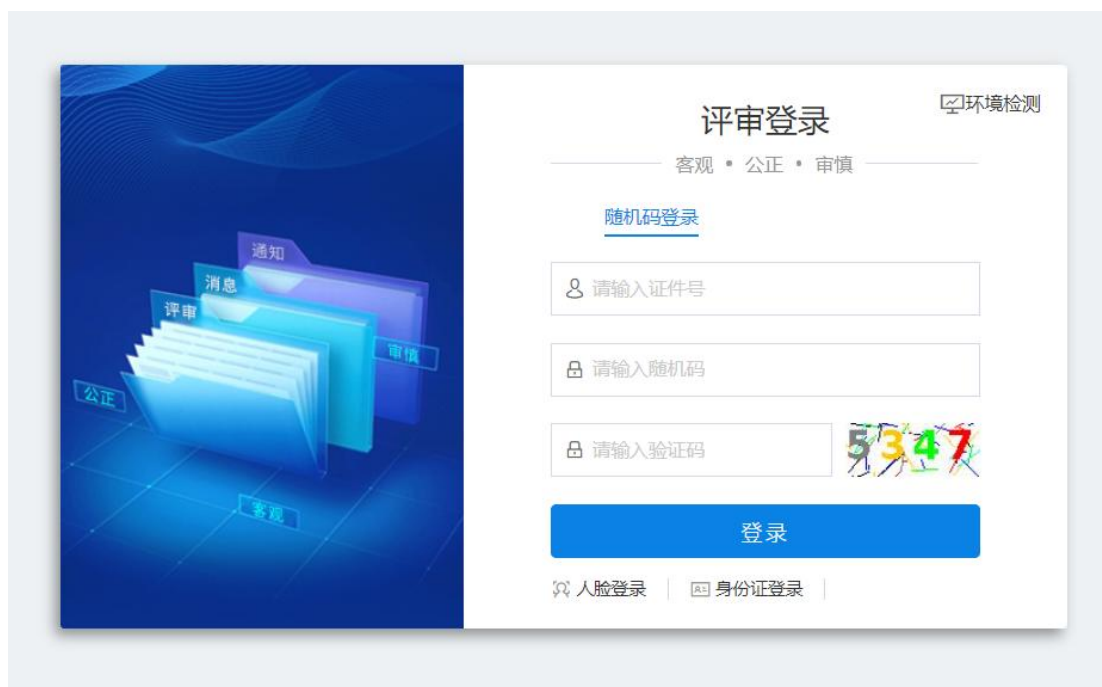 环境检测
评审登录
客观 • 公正 • 审慎
随机码登录
请输入证件号
请输入随机码
请输入验证码
5347
登录
人脸登录
身份证登录
通知
消息
评审
审慎
公正
客观